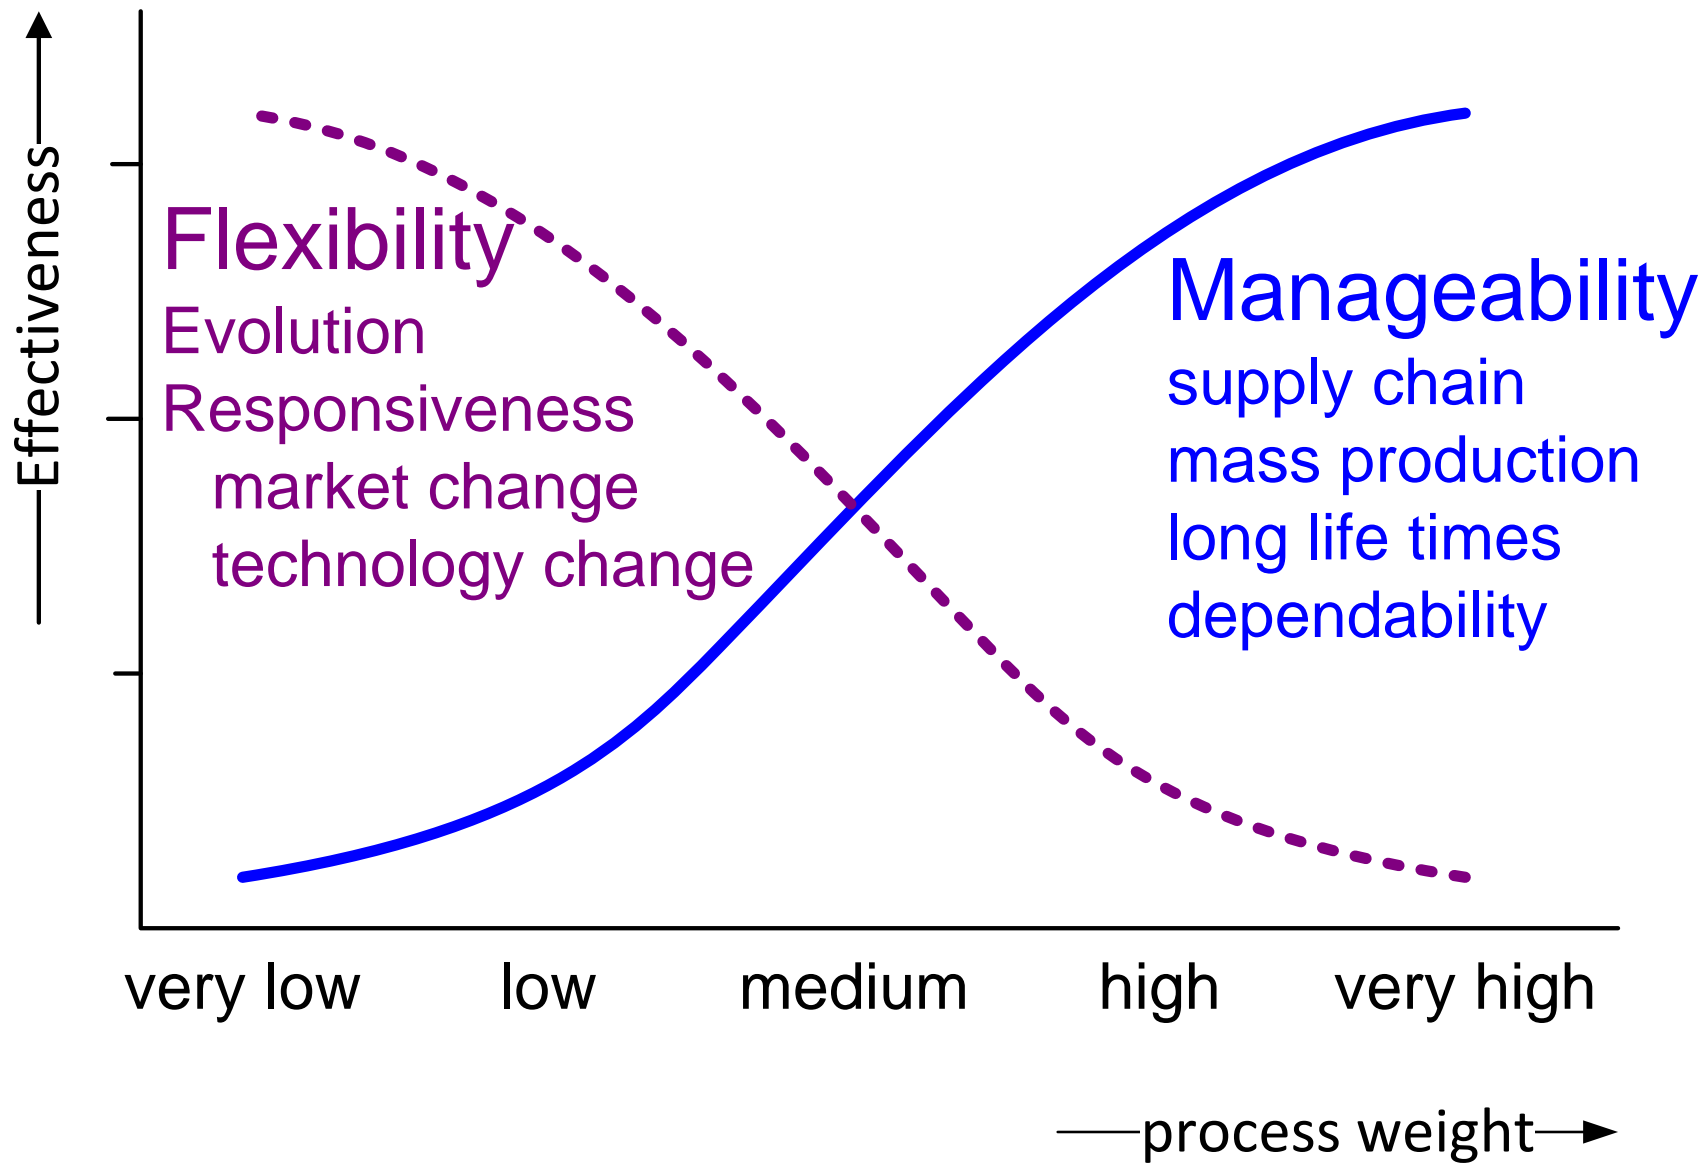 Effectiveness
Flexibility
Evolution
Responsiveness
market change
technology change
Manageability
supply chain
mass production
long life times
dependability
very low
low
medium
high
very high
process weight